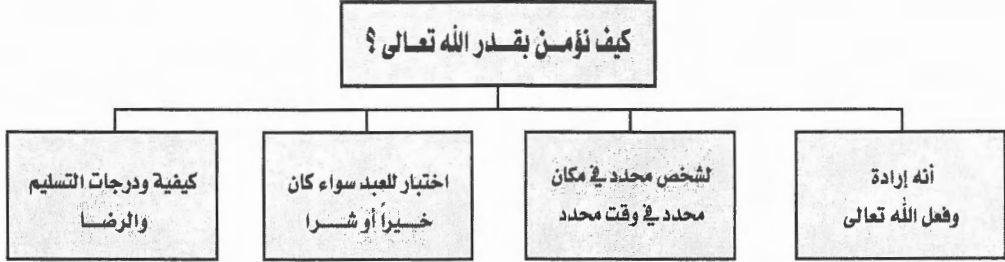 كيف نؤمن بقدر الله تعالى ؟
أنه إرادة
وفعل الله تعالى
لشخص محدد في مكان
محدد في وقت محدد
اختبار للعبد سواء كان
خيراً أو شرا
كيفية ودرجات التسليم
والرضا